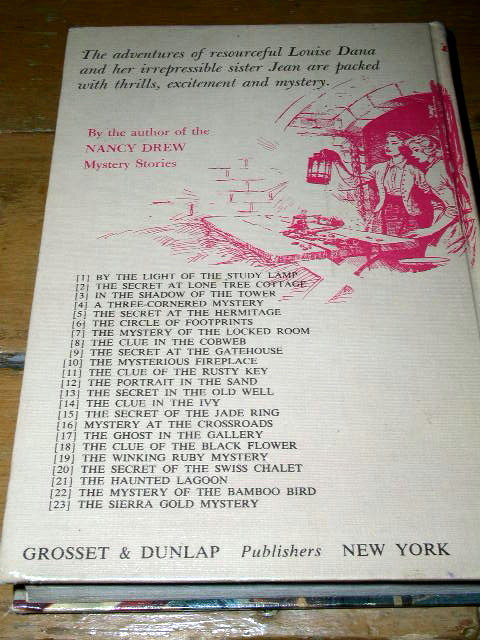 The adventures of resourceful Louise Dana
and her irrepressible sister Jean are packed
with thrills, excitement and mystery.
By the author of the
NANCY DREW
Mystery Stories
[1] BY THE LIGHT OF THE STUDY LAMP
[2] THE SECRET AT LONE TREE COTTAGE
[3] IN THE SHADOW OF THE TOWER
[4] A THREE-CORNERED MYSTERY
[5] THE SECRET AT THE HERMITAGE
[6] THE CIRCLE OF FOOTPRINTS
[7] THE MYSTERY OF THE LOCKED ROOM
[8] THE CLUE IN THE COBWEB
[9] THE SECRET AT THE GATEHOUSE
[10] THE MYSTERIOUS FIREPLACE
[11] THE CLUE OF THE RUSTY KEY
[12] THE PORTRAIT IN THE SAND
[13] THE SECRET IN THE OLD WELL
[14] THE CLUE IN THE IVY
[15] THE SECRET OF THE JADE RING
[16] MYSTERY AT THE CROSSROADS
[17] THE GHOST IN THE GALLERY
[18] THE CLUE OF THE BLACK FLOWER
[19] THE WINKING RUBY MYSTERY
[20] THE SECRET OF THE SWISS CHALET
[21] THE HAUNTED LAGOON
[22] THE MYSTERY OF THE BAMBOO BIRD
[23] THE SIERRA GOLD MYSTERY
GROSSET & DUNLAP Publishers NEW YORK